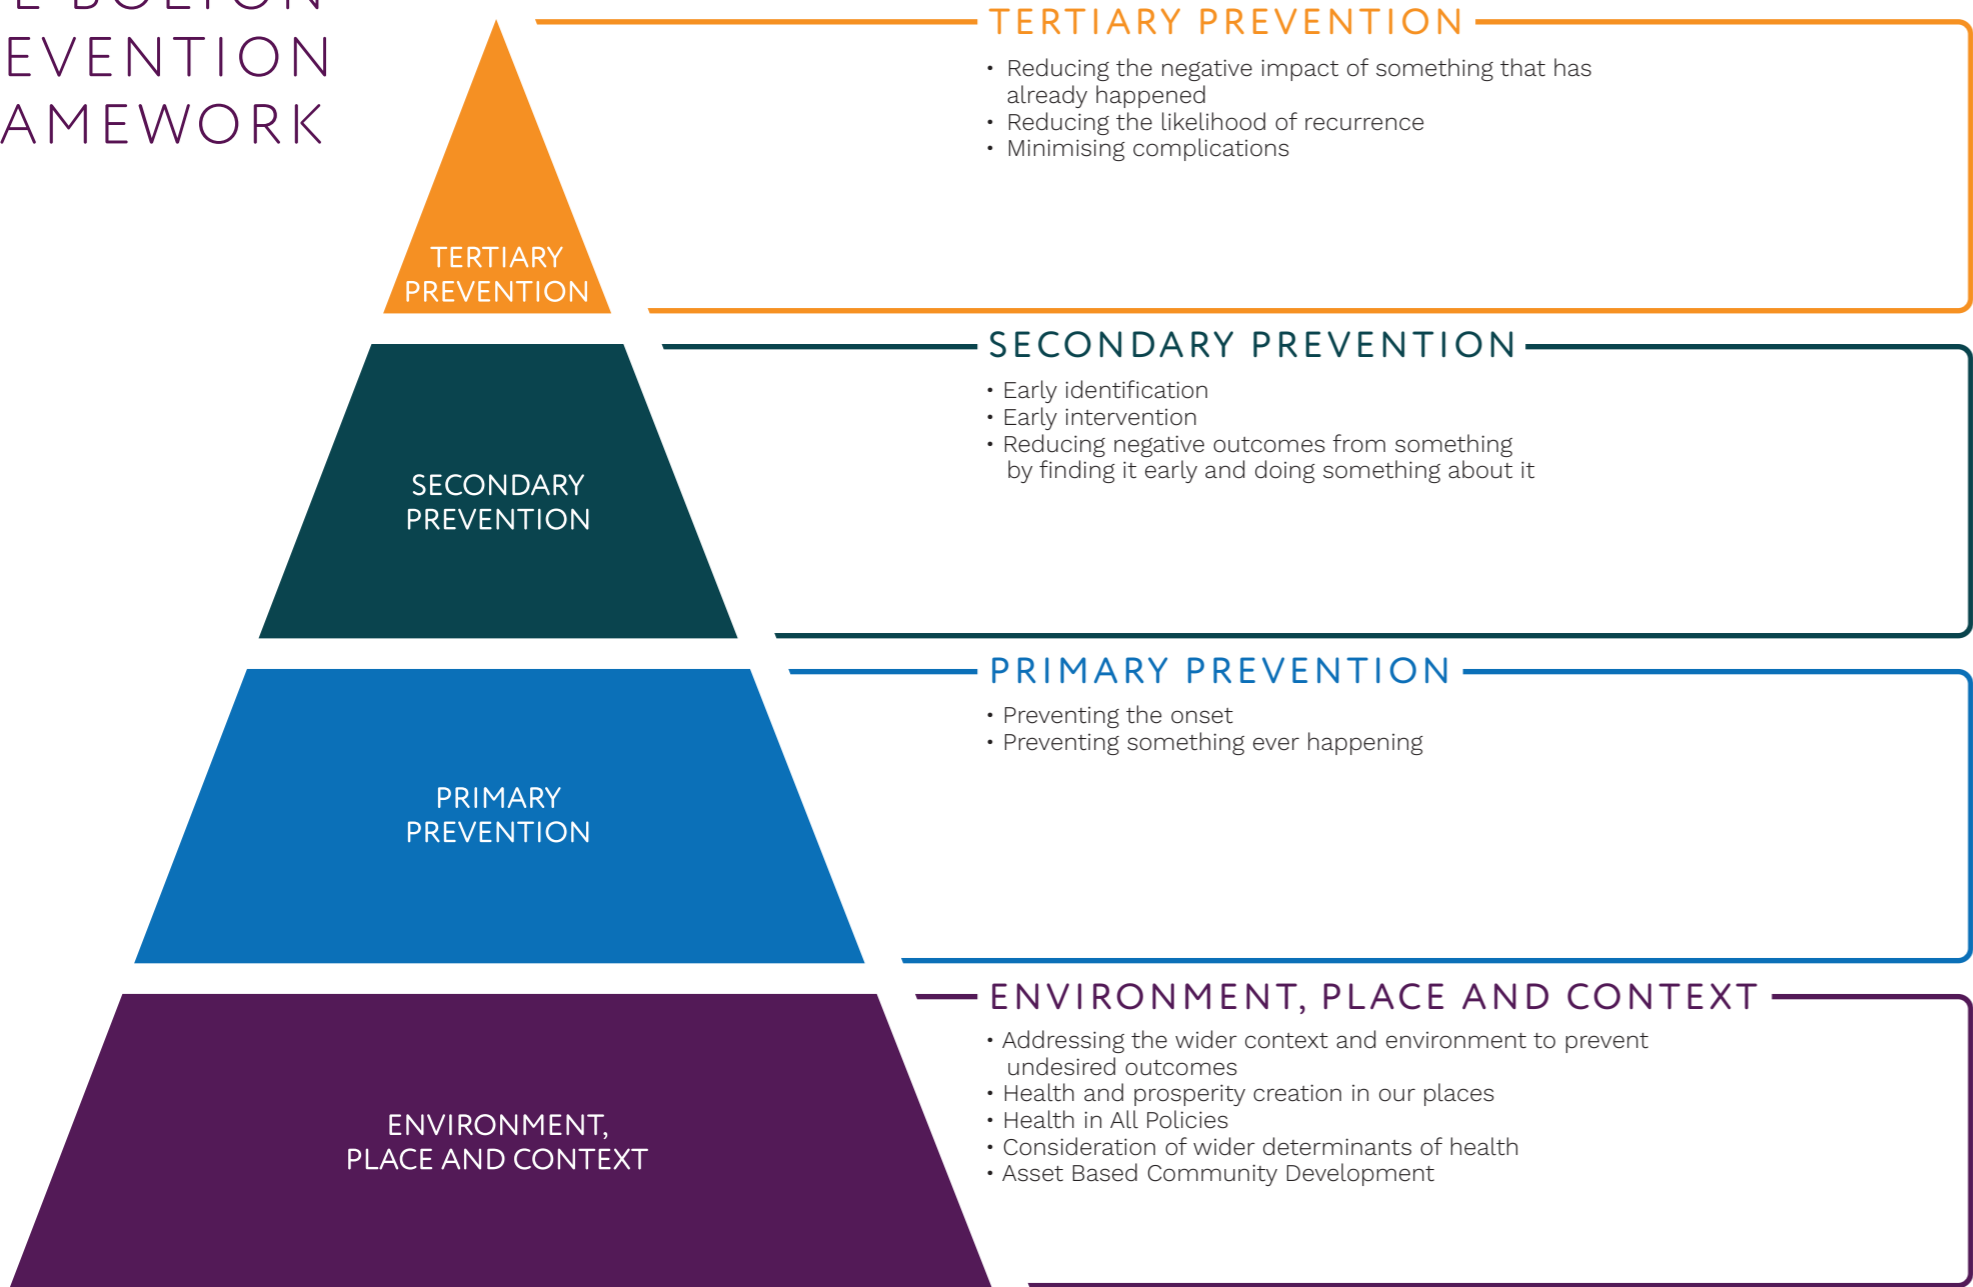 BOLTON
EVENTION
AMEWORK
TERTIARY PREVENTION
• Reducing the negative impact of something that has
already happened
• Reducing the likelihood of recurrence
• Minimising complications
TERTIARY
PREVENTION
SECONDARY PREVENTION
• Early identification
• Early intervention
• Reducing negative outcomes from something
by finding it early and doing something about it
SECONDARY
PREVENTION
PRIMARY PREVENTION
• Preventing the onset
• Preventing something ever happening
PRIMARY
PREVENTION
ENVIRONMENT, PLACE AND CONTEXT
• Addressing the wider context and environment to prevent
undesired outcomes
• Health and prosperity creation in our places
• Health in All Policies
• Consideration of wider determinants of health
• Asset Based Community Development
ENVIRONMENT,
PLACE AND CONTEXT